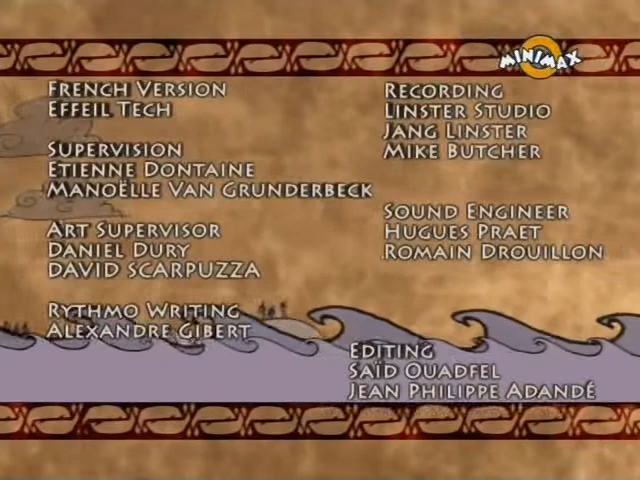 MINIMAX
FRENCH VERSION
EFFEIL TECH
SUPERVISION
ETIENNE DONTAINE
MANOËLLE VAN GRUNDERBECK
ART SUPERVISOR
DANIEL DURY
DAVID SCARPUZZA
RYTHMO WRITING
ALEXANDRE GIBERT
RECORDING
LINSTER STUDIO
JANG LINSTER
MIKE BUTCHER
SOUND ENGINEER
HUGUES PRAET
ROMAIN DROUILLON
EDITING
SAÏD OUADFEL
JEAN PHILIPPE ADANDÉ